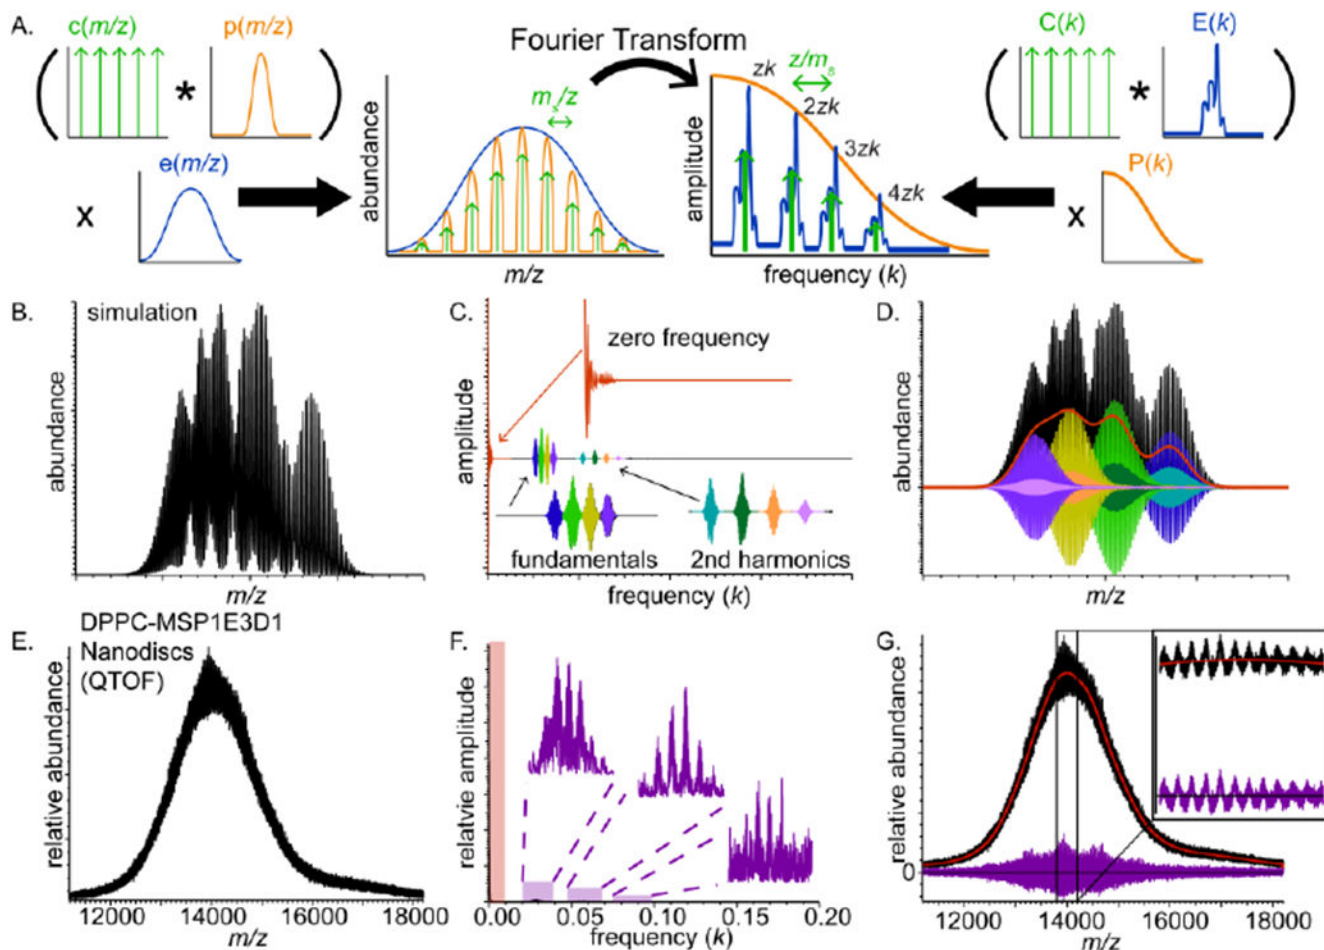 A.
c(m/z)
p(m/z)
*
e(m/z)
x
Fourier Transform
abundance
mₛ/z
m/z
amplitude
zk
z/mₛ
2zk
3zk
4zk
frequency (k)
C(k)
E(k)
*
P(k)
x
B.
simulation
abundance
m/z
C.
zero frequency
amplitude
fundamentals
2nd harmonics
frequency (k)
D.
abundance
m/z
E.
DPPC-MSP1E3D1
Nanodiscs
(QTOF)
relative abundance
12000 14000 16000 18000
m/z
F.
relatvie amplitude
0.00 0.05 0.10 0.15 0.20
frequency (k)
G.
relative abundance
0
12000 14000 16000 18000
m/z